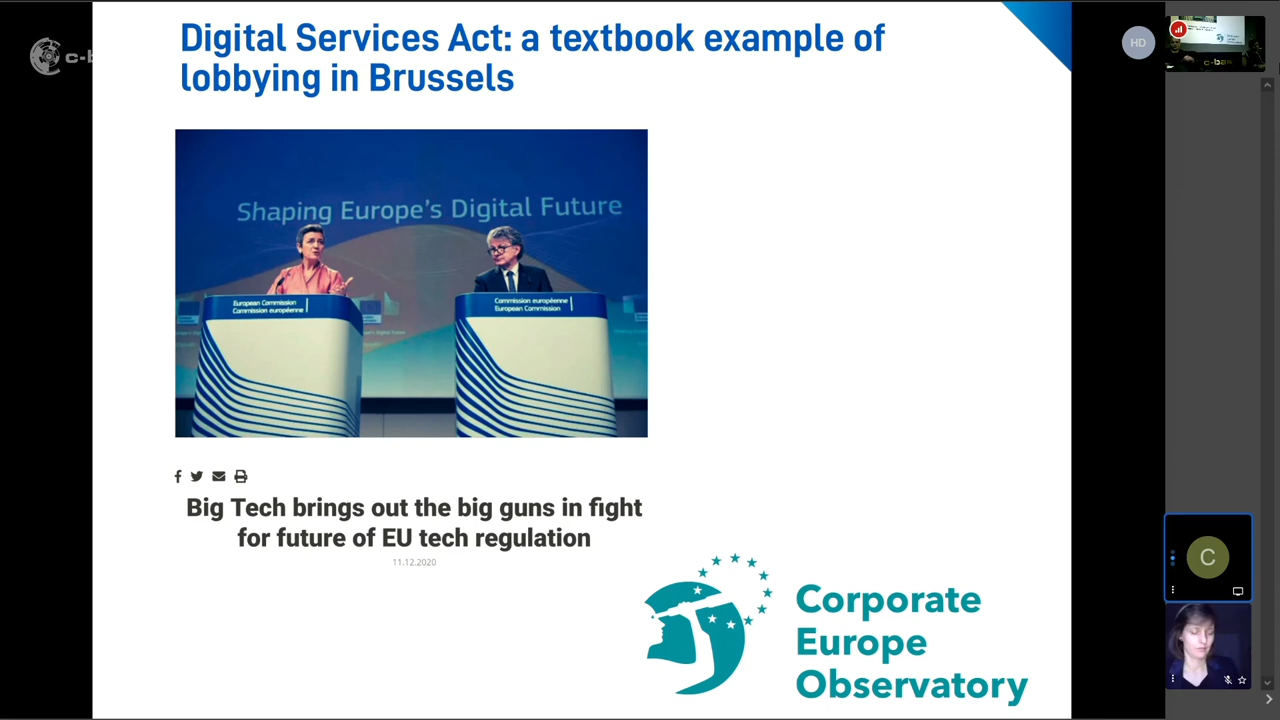 Digital Services Act: a textbook example of
lobbying in Brussels
HD
Shaping Europe's Digital Future
European Commission
Commission européenne
Commission européenne
European Commission
Big Tech brings out the big guns in fight
for future of EU tech regulation
11.12.2020
C
Corporate
Europe
Observatory